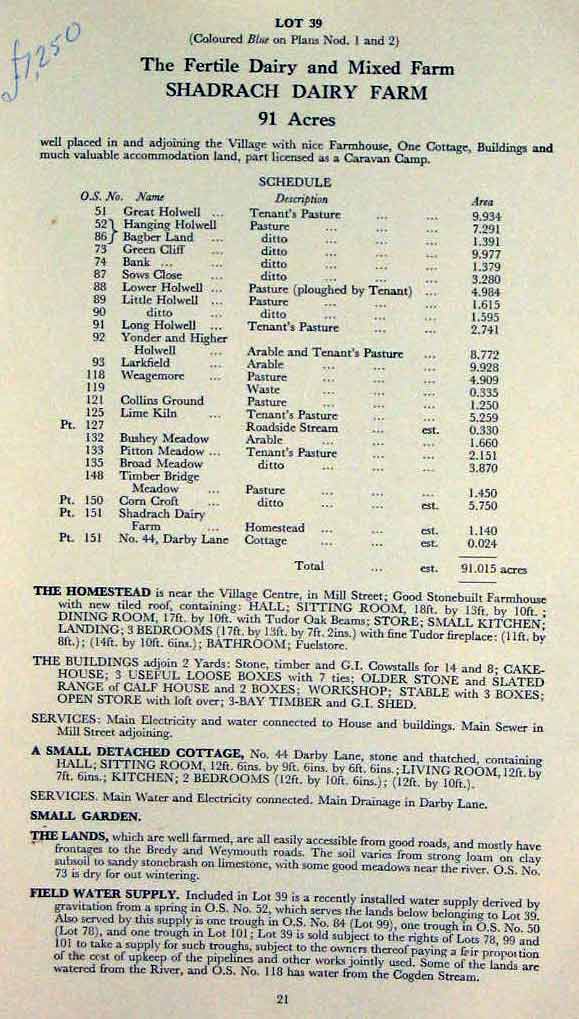 £7,250
LOT 39
(Coloured Blue on Plans Nod. 1 and 2)
The Fertile Dairy and Mixed Farm
SHADRACH DAIRY FARM
91 Acres
well placed in and adjoining the Village with nice Farmhouse, One Cottage, Buildings and
much valuable accommodation land, part licensed as a Caravan Camp.
SCHEDULE
O.S. No. Name Description Area
51 Great Holwell ... Tenant's Pasture ... ... 9.934
52 } Hanging Holwell Pasture ... ... ... 7.291
86 } Bagber Land ... ditto ... ... ... 1.391
73 Green Cliff ... ditto ... ... ... 9.977
74 Bank ... ... ditto ... ... ... 1.379
87 Sows Close ... ditto ... ... ... 3.280
88 Lower Holwell ... Pasture (ploughed by Tenant) ... 4.984
89 Little Holwell ... Pasture ... ... ... 1.615
90 ditto ... ditto ... ... ... 1.595
91 Long Holwell ... Tenant's Pasture ... ... 2.741
92 Yonder and Higher
Holwell ... Arable and Tenant's Pasture ... 8.772
93 Larkfield ... Arable ... ... ... 9.928
118 Weagemore ... Pasture ... ... ... 4.909
119 Waste ... ... ... 0.335
121 Collins Ground Pasture ... ... ... 1.250
125 Lime Kiln ... Tenant's Pasture ... ... 5.259
Pt. 127 Roadside Stream ... est. 0.330
132 Bushey Meadow Arable ... ... ... 1.660
133 Pitton Meadow ... Tenant's Pasture ... ... 2.151
135 Broad Meadow ditto ... ... ... 3.870
148 Timber Bridge
Meadow ... Pasture ... ... ... 1.450
Pt. 150 Corn Croft ... ditto ... ... est. 5.750
Pt. 151 Shadrach Dairy
Farm ... Homestead ... ... est. 1.140
Pt. 151 No. 44, Darby Lane Cottage ... ... est. 0.024
Total ... est. 91.015 acres
THE HOMESTEAD is near the Village Centre, in Mill Street; Good Stonebuilt Farmhouse
with new tiled roof, containing: HALL; SITTING ROOM, 18ft. by 13ft. by 10ft. ;
DINING ROOM, 17ft. by 10ft. with Tudor Oak Beams; STORE; SMALL KITCHEN;
LANDING; 3 BEDROOMS (17ft. by 13ft. by 7ft. 2ins.) with fine Tudor fireplace: (11ft. by
8ft.); (14ft. by 10ft. 6ins.); BATHROOM; Fuelstore.
THE BUILDINGS adjoin 2 Yards: Stone, timber and G.I. Cowstalls for 14 and 8; CAKE-
HOUSE; 3 USEFUL LOOSE BOXES with 7 ties; OLDER STONE and SLATED
RANGE of CALF HOUSE and 2 BOXES; WORKSHOP; STABLE with 3 BOXES;
OPEN STORE with loft over; 3-BAY TIMBER and G.I. SHED.
SERVICES: Main Electricity and water connected to House and buildings. Main Sewer in
Mill Street adjoining.
A SMALL DETACHED COTTAGE, No. 44 Darby Lane, stone and thatched, containing
HALL; SITTING ROOM, 12ft. 6ins. by 9ft. 6ins. by 6ft. 6ins.; LIVING ROOM, 12ft. by
7ft. 6ins.; KITCHEN; 2 BEDROOMS (12ft. by 10ft. 6ins.); (12ft. by 10ft.).
SERVICES. Main Water and Electricity connected. Main Drainage in Darby Lane.
SMALL GARDEN.
THE LANDS, which are well farmed, are all easily accessible from good roads, and mostly have
frontages to the Bredy and Weymouth roads. The soil varies from strong loam on clay
subsoil to sandy stonebrash on limestone, with some good meadows near the river. O.S. No.
73 is dry for out wintering.
FIELD WATER SUPPLY. Included in Lot 39 is a recently installed water supply derived by
gravitation from a spring in O.S. No. 52, which serves the lands below belonging to Lot 39.
Also served by this supply is one trough in O.S. No. 84 (Lot 99), one trough in O.S. No. 50
(Lot 78), and one trough in Lot 101; Lot 39 is sold subject to the rights of Lots 78, 99 and
101 to take a supply for such troughs, subject to the owners thereof paying a fair proportion
of the cost of upkeep of the pipelines and other works jointly used. Some of the lands are
watered from the River, and O.S. No. 118 has water from the Cogden Stream.
21